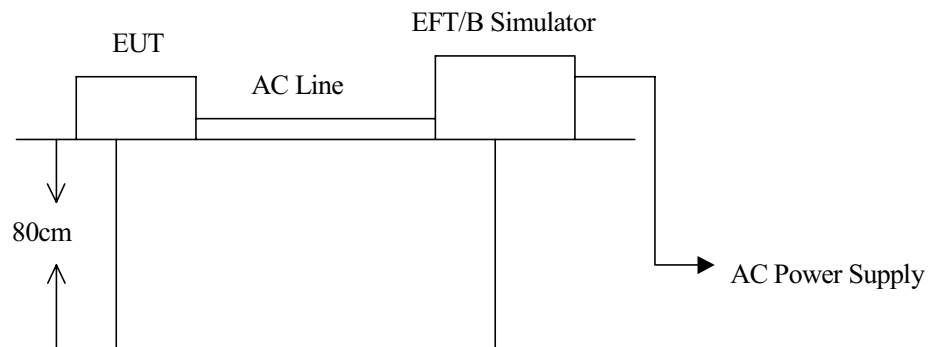 EFT/B Simulator
EUT
AC Line
80cm
AC Power Supply